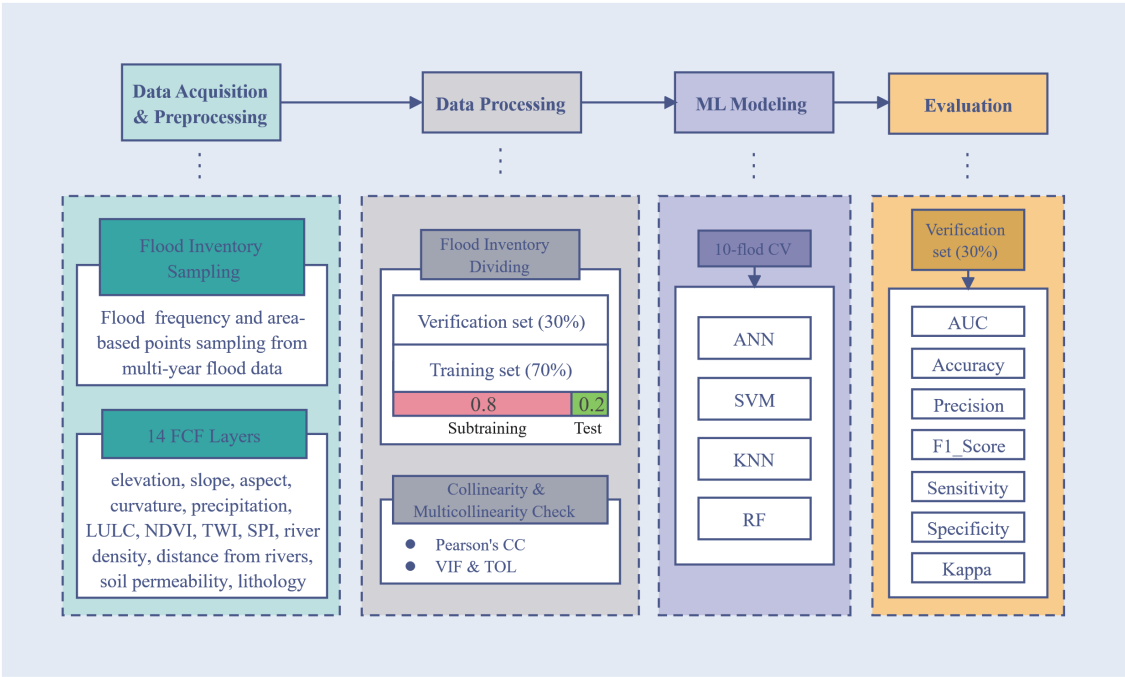 Data Acquisition
& Preprocessing
Data Processing
ML Modeling
Evaluation
Flood Inventory
Sampling
Flood frequency and area-
based points sampling from
multi-year flood data
14 FCF Layers
elevation, slope, aspect,
curvature, precipitation,
LULC, NDVI, TWI, SPI, river
density, distance from rivers,
soil permeability, lithology
Flood Inventory
Dividing
Verification set (30%)
Training set (70%)
0.8
0.2
Subtraining
Test
Collinearity &
Multicollinearity Check
● Pearson's CC
● VIF & TOL
10-flod CV
ANN
SVM
KNN
RF
Verification
set (30%)
AUC
Accuracy
Precision
F1_Score
Sensitivity
Specificity
Kappa